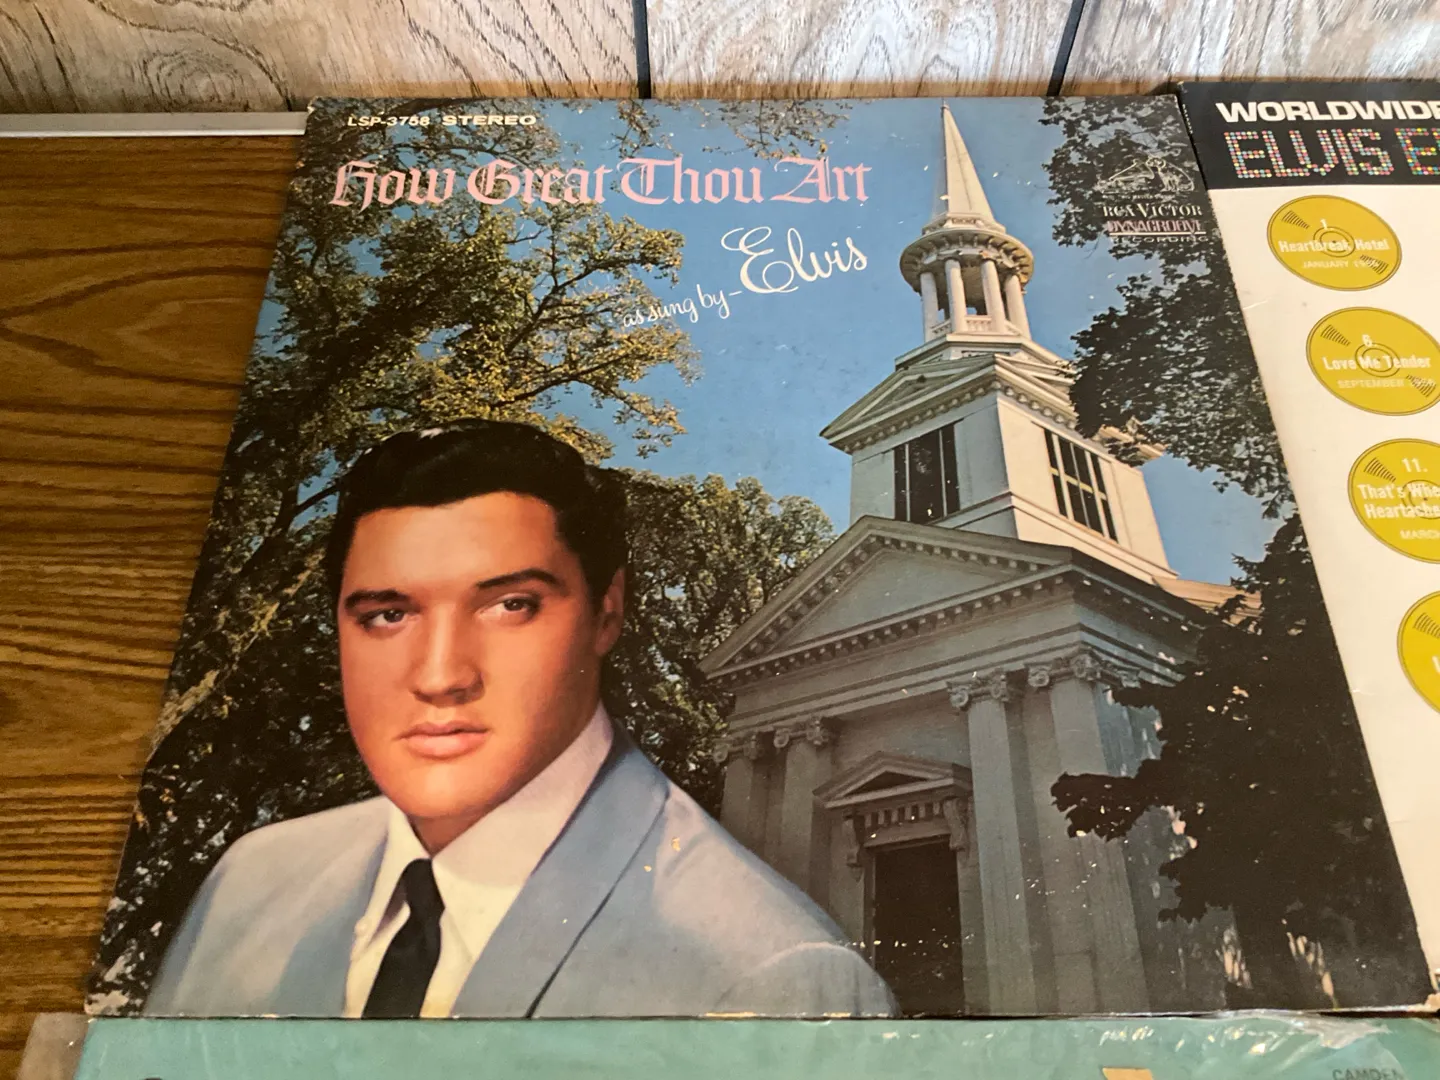 LSP-3758 STEREO
How Great Thou Art
as sung by— Elvis
RCA VICTOR
DYNAGROOVE
RECORDING
WORLDWIDE
ELVIS
1.
Heartbreak Hotel
JANUARY
6.
Love Me Tender
SEPTEMBER
11.
That's
MARCH
CAMDEN